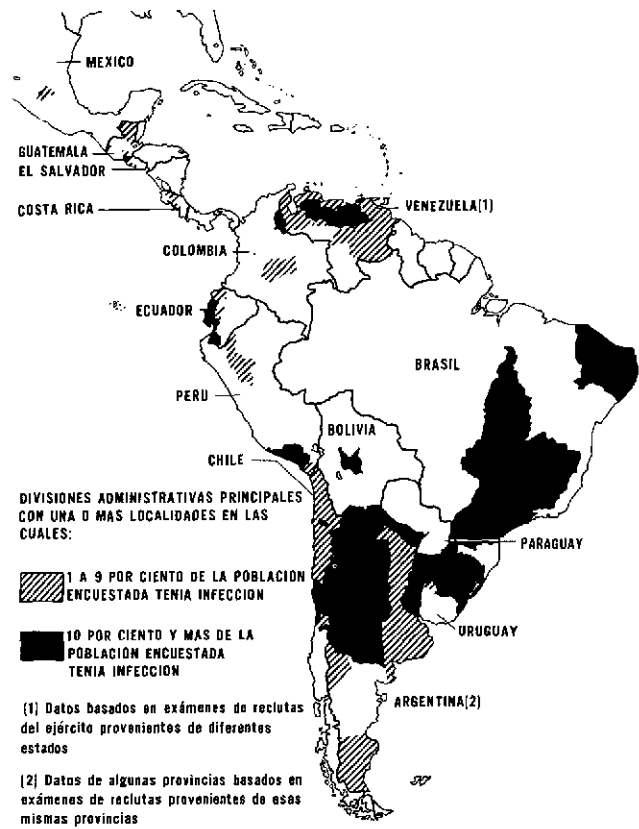 MEXICO
GUATEMALA
EL SALVADOR
COSTA RICA
VENEZUELA(1)
COLOMBIA
ECUADOR
BRASIL
PERU
BOLIVIA
CHILE
DIVISIONES ADMINISTRATIVAS PRINCIPALES
CON UNA O MAS LOCALIDADES EN LAS
CUALES:
PARAGUAY
1 A 9 POR CIENTO DE LA POBLACION
ENCUESTADA TENIA INFECCION
URUGUAY
10 POR CIENTO Y MAS DE LA
POBLACIÓN ENCUESTADA
TENIA INFECCIÓN
ARGENTINA(2)
(1) Datos basados en exámenes de reclutas
del ejército provenientes de diferentes
estados
(2) Datos de algunas provincias basados en
exámenes de reclutas provenientes de esas
mismas provincias